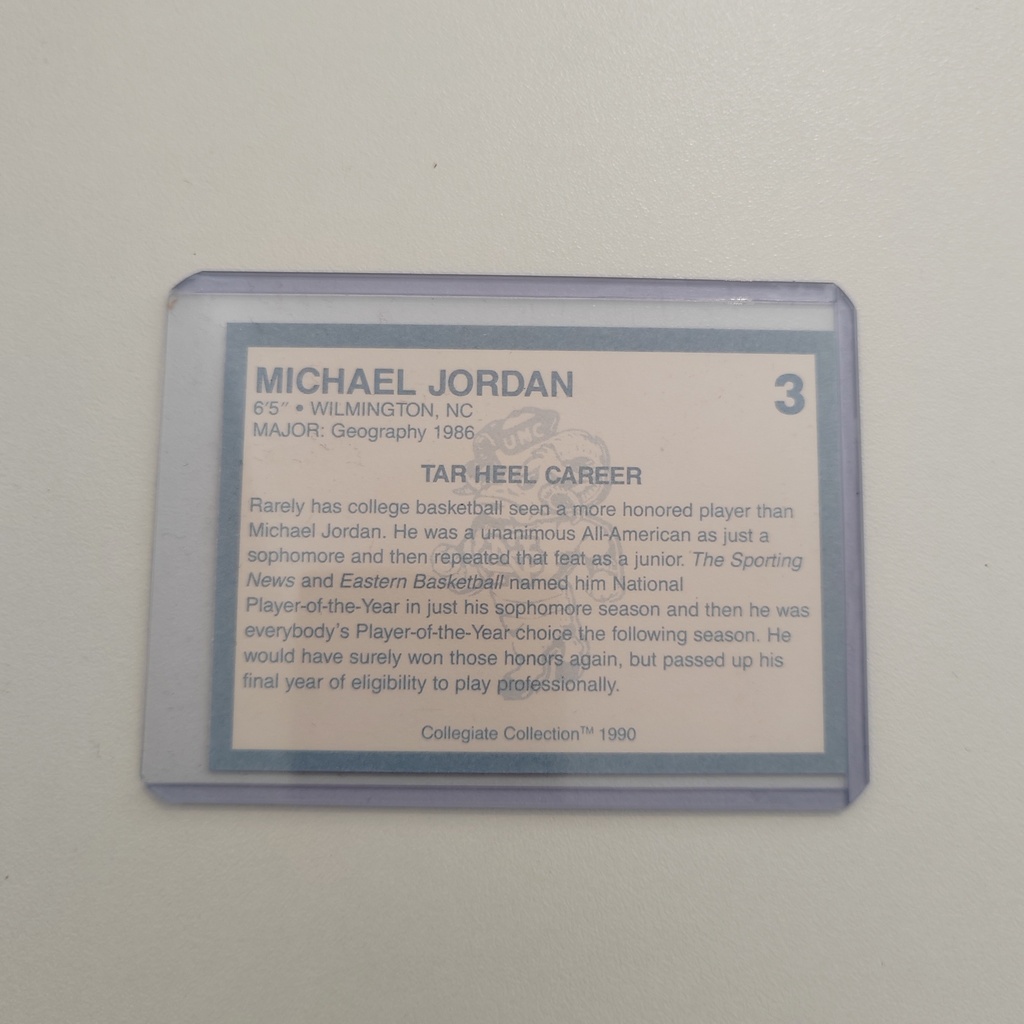 MICHAEL JORDAN
3
6'5" • WILMINGTON, NC
MAJOR: Geography 1986
UNC
TAR HEEL CAREER
Rarely has college basketball seen a more honored player than
Michael Jordan. He was a unanimous All-American as just a
sophomore and then repeated that feat as a junior. The Sporting
News and Eastern Basketball named him National
Player-of-the-Year in just his sophomore season and then he was
everybody's Player-of-the-Year choice the following season. He
would have surely won those honors again, but passed up his
final year of eligibility to play professionally.
Collegiate Collection™ 1990